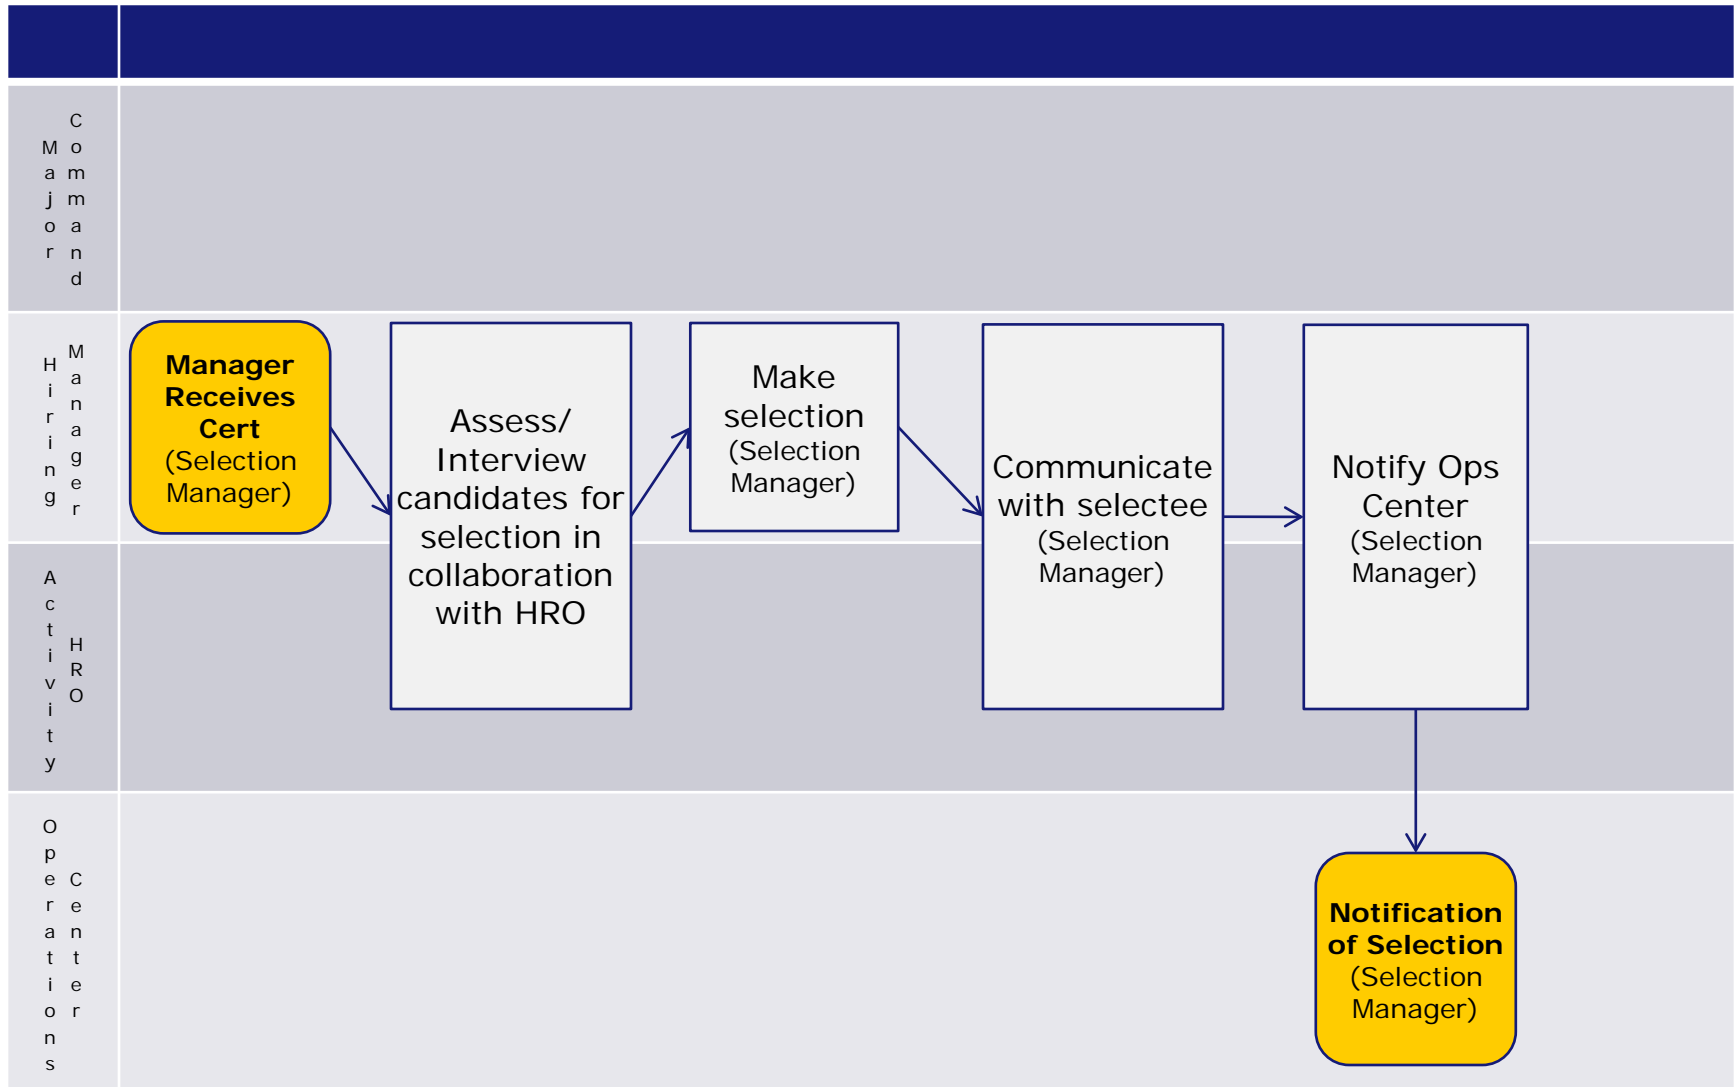 Major
Command
Hiring
Manager
Manager
Receives
Cert
(Selection
Manager)
Assess/
Interview
candidates for
selection in
collaboration
with HRO
Make
selection
(Selection
Manager)
Communicate
with selectee
(Selection
Manager)
Notify Ops
Center
(Selection
Manager)
Activity
HRO
Operations
Center
Notification
of Selection
(Selection
Manager)